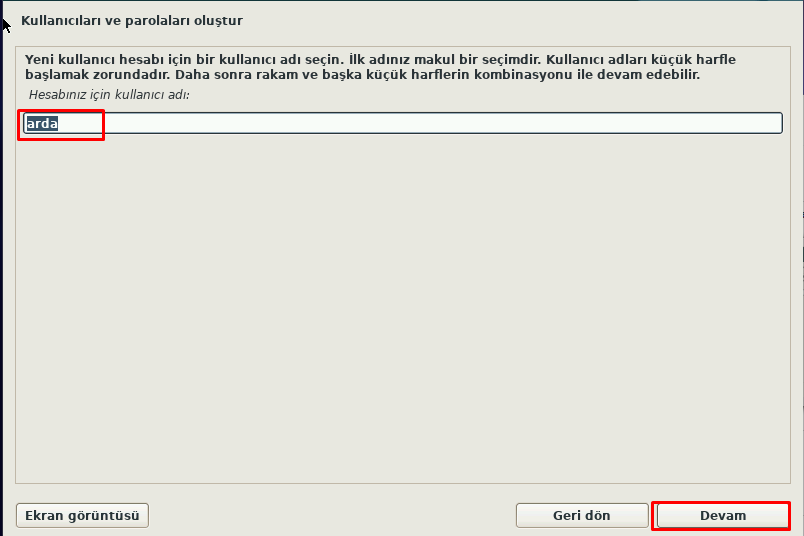 Kullanıcıları ve parolaları oluştur
Yeni kullanıcı hesabı için bir kullanıcı adı seçin. İlk adınız makul bir seçimdir. Kullanıcı adları küçük harfle
başlamak zorundadır. Daha sonra rakam ve başka küçük harflerin kombinasyonu ile devam edebilir.
Hesabınız için kullanıcı adı:
arda
Ekran görüntüsü
Geri dön
Devam